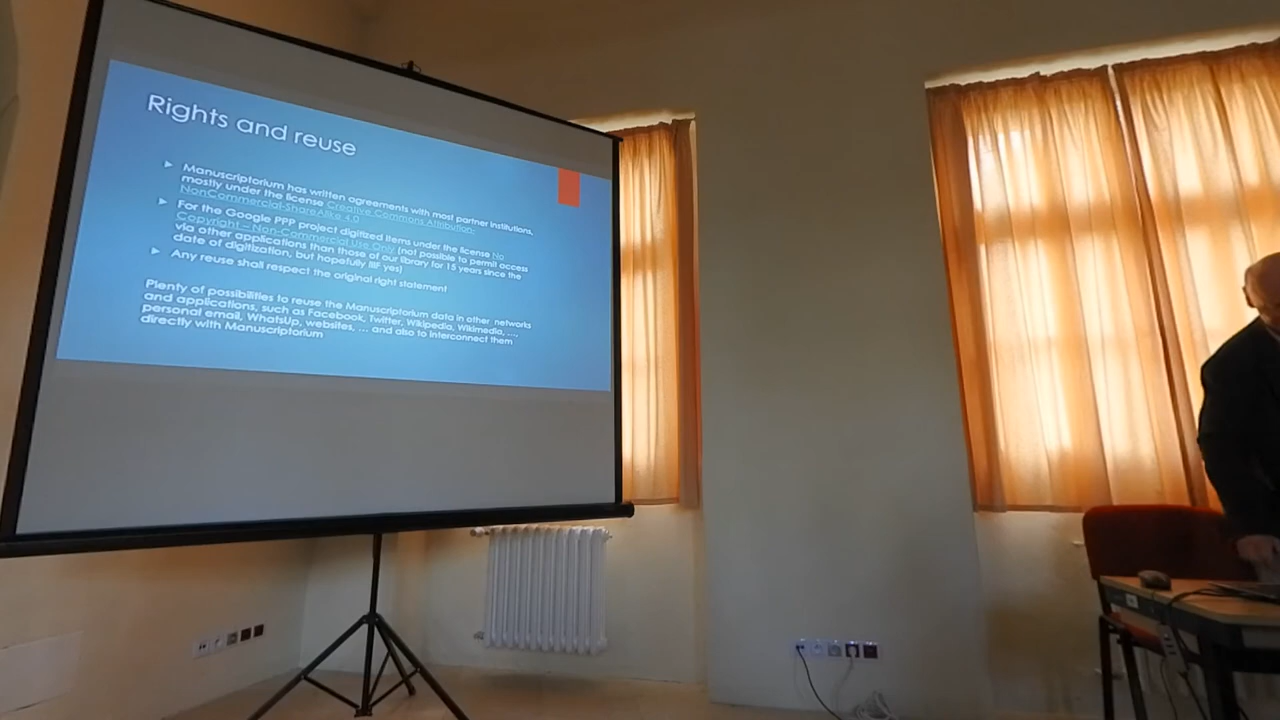 Rights and reuse
Manuscriptorium has written agreements with most partner institutions,
mostly under the license Creative Commons Attribution-
NonCommercial-ShareAlike 4.0
For the Google PPP project digitized items under the license No
Copyright – Non-Commercial Use Only (not possible to permit access
via other applications than those of our library for 15 years since the
date of digitization, but hopefully IIIF yes)
Any reuse shall respect the original right statement
Plenty of possibilities to reuse the Manuscriptorium data in other networks
and applications, such as Facebook, Twitter, Wikipedia, Wikimedia, ...,
personal email, WhatsUp, websites, ... and also to interconnect them
directly with Manuscriptorium